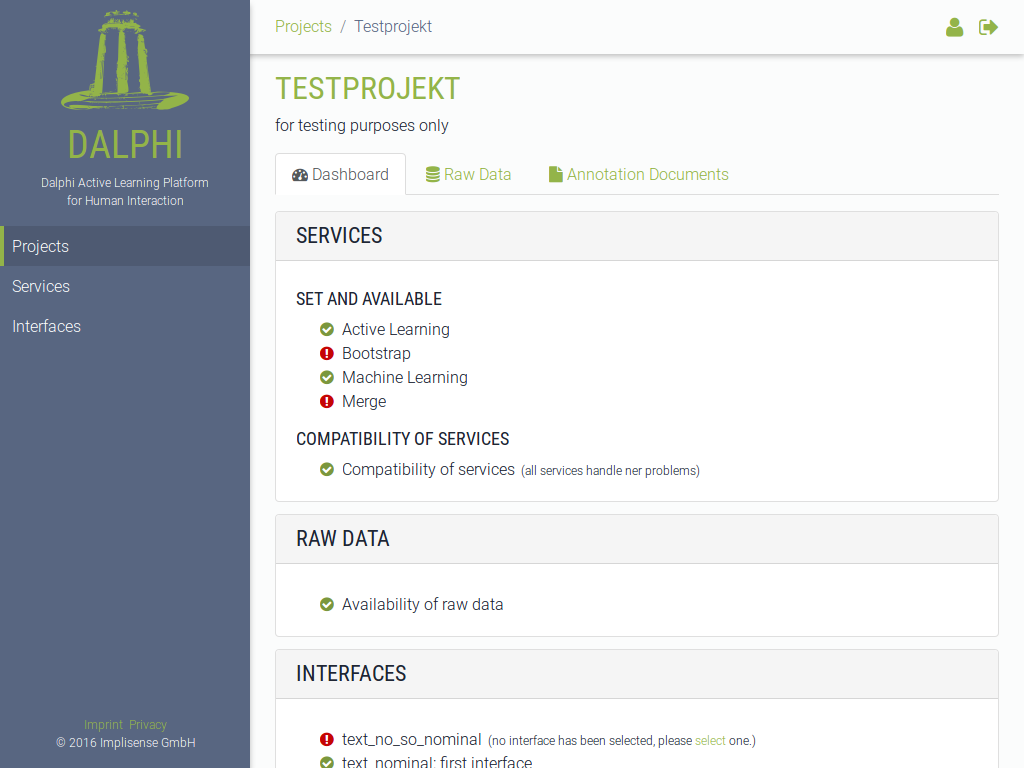 DALPHI
Dalphi Active Learning Platform
for Human Interaction
Projects
Services
Interfaces
Imprint Privacy
© 2016 Implisense GmbH
Projects / Testprojekt
TESTPROJEKT
for testing purposes only
Dashboard Raw Data Annotation Documents
SERVICES
SET AND AVAILABLE
Active Learning
Bootstrap
Machine Learning
Merge
COMPATIBILITY OF SERVICES
Compatibility of services (all services handle ner problems)
RAW DATA
Availability of raw data
INTERFACES
text_no_so_nominal (no interface has been selected, please select one.)
text_nominal: first interface